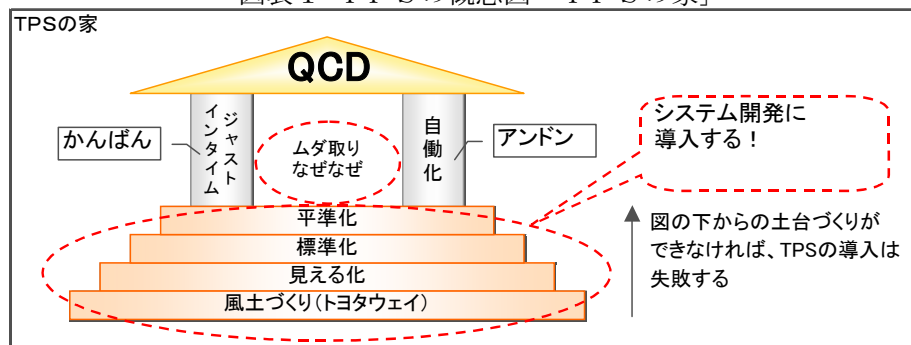 TPSの家
QCD
かんばん
ジャスト
インタイム
ムダ取り
なぜなぜ
自働化
アンドン
システム開発に
導入する！
平準化
標準化
見える化
風土づくり(トヨタウェイ)
図の下からの土台づくりが
できなければ、TPSの導入は
失敗する